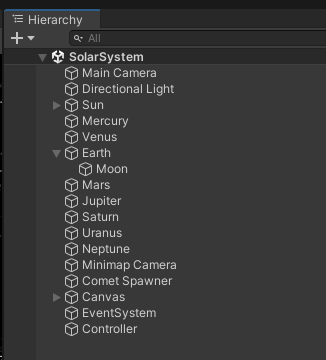 Hierarchy
All
SolarSystem
Main Camera
Directional Light
Sun
Mercury
Venus
Earth
Moon
Mars
Jupiter
Saturn
Uranus
Neptune
Minimap Camera
Comet Spawner
Canvas
EventSystem
Controller